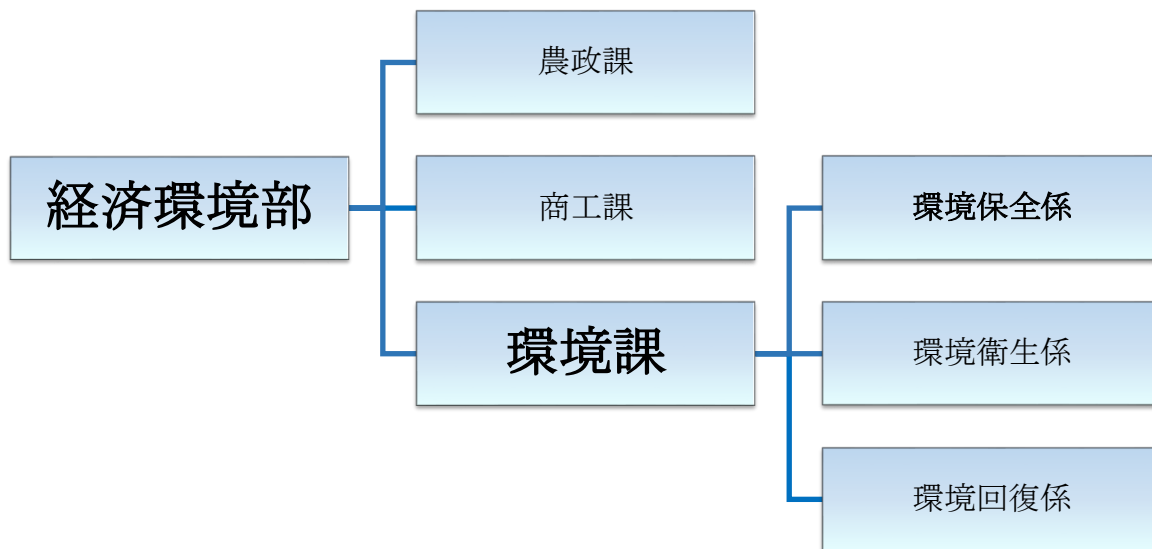 経済環境部
農政課
商工課
環境課
環境保全係
環境衛生係
環境回復係